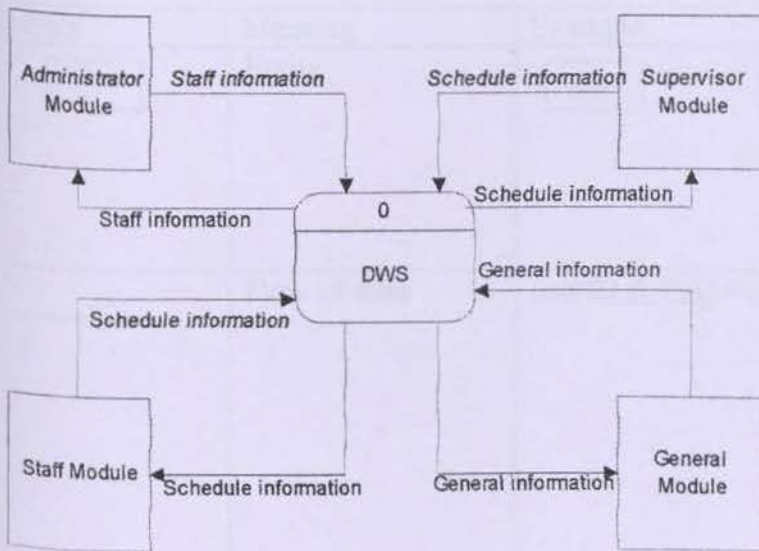 Administrator
Module
Staff information
Schedule information
Supervisor
Module
Staff information
0
Schedule information
DWS
General information
Schedule information
Staff Module
Schedule information
General information
General
Module